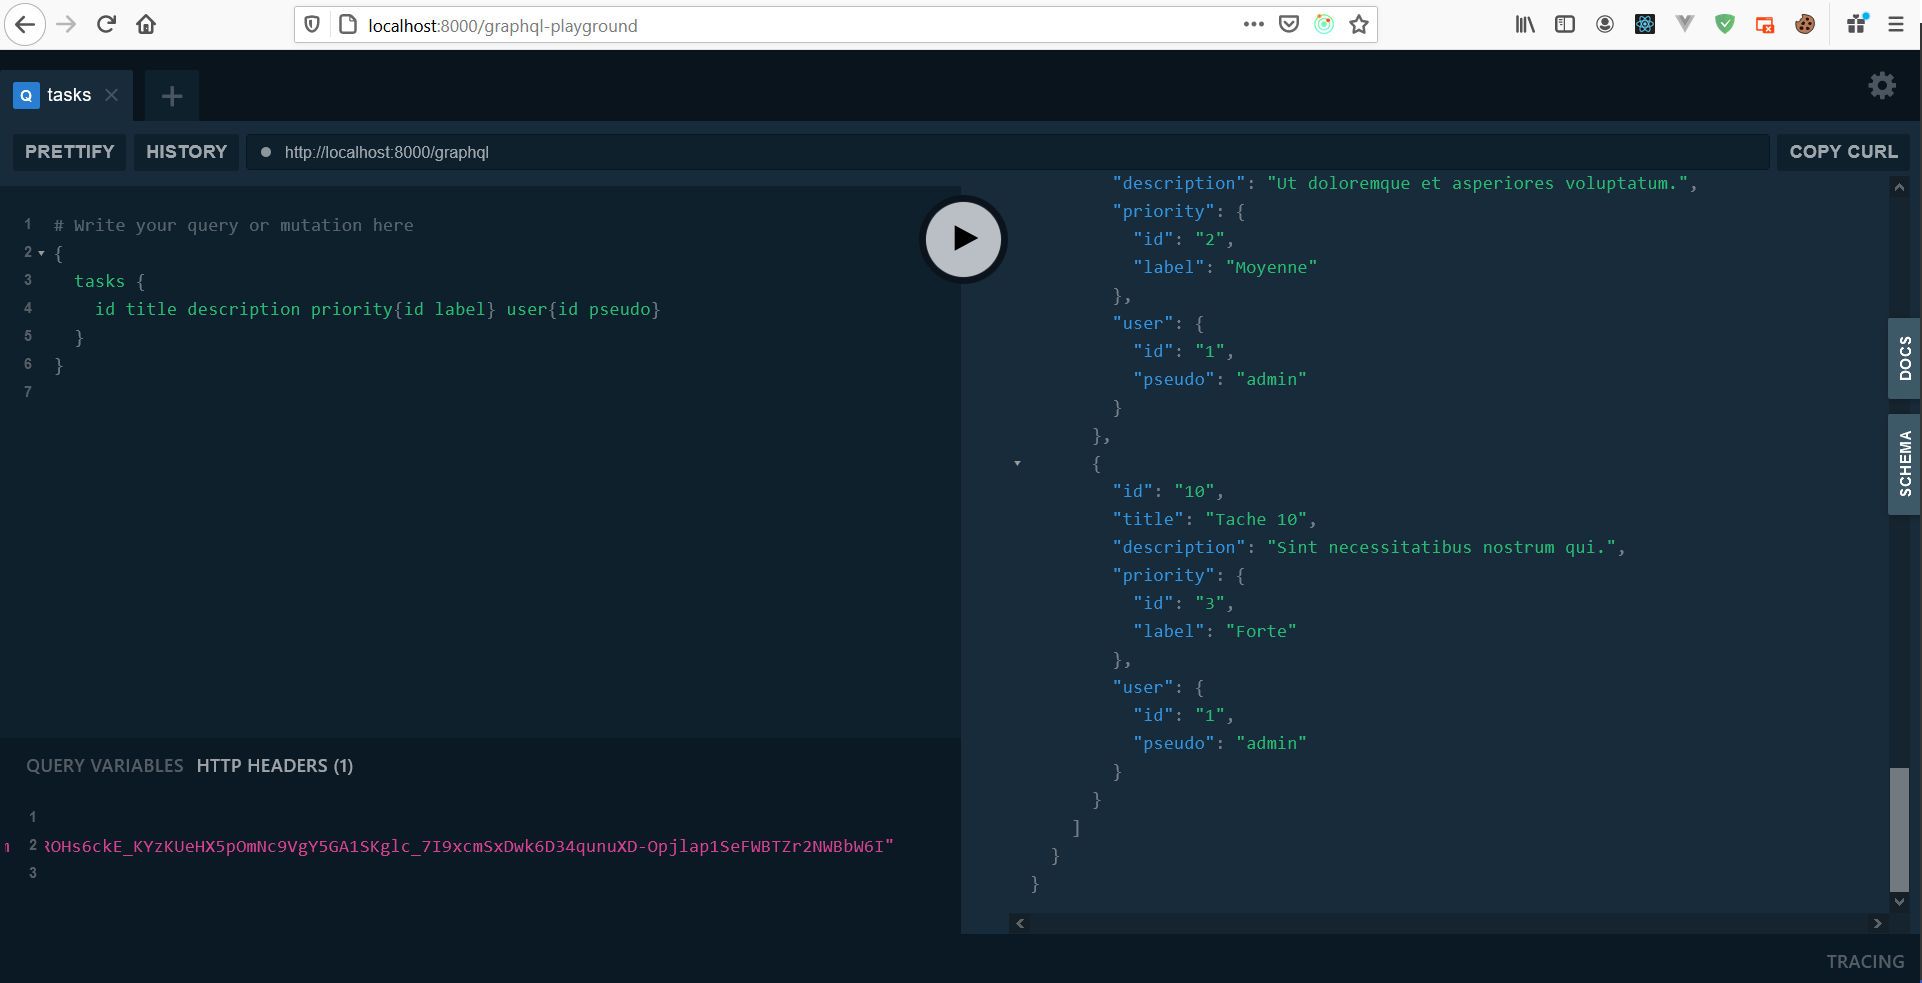 localhost:8000/graphql-playground
Q tasks
PRETTIFY HISTORY http://localhost:8000/graphql COPY CURL
1 # Write your query or mutation here
2 {
3 tasks {
4 id title description priority{id label} user{id pseudo}
5 }
6 }
7
QUERY VARIABLES HTTP HEADERS (1)
1
2 ROHs6ckE_KYzKUeHX5pOmNc9VgY5GA1SKglc_7I9xcmSxDwk6D34qunuXD-Opjlap1SeFWBTZr2NWBbW6I"
3
"description": "Ut doloremque et asperiores voluptatum.",
"priority": {
"id": "2",
"label": "Moyenne"
},
"user": {
"id": "1",
"pseudo": "admin"
}
},
{
"id": "10",
"title": "Tache 10",
"description": "Sint necessitatibus nostrum qui.",
"priority": {
"id": "3",
"label": "Forte"
},
"user": {
"id": "1",
"pseudo": "admin"
}
}
]
}
}
DOCS
SCHEMA
TRACING